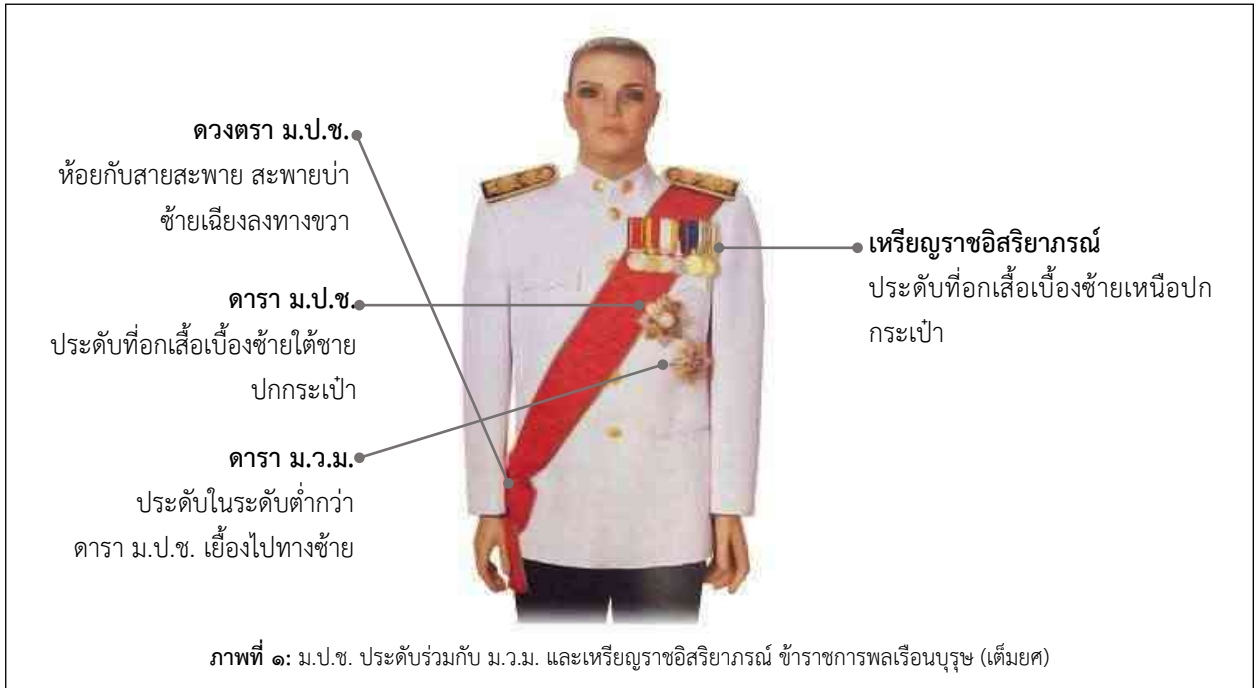 ดวงตรา ม.ป.ช.
ห้อยกับสายสะพาย สะพายบ่า
ซ้ายเฉียงลงทางขวา
ดารา ม.ป.ช.
ประดับที่อกเสื้อเบื้องซ้ายใต้ชาย
ปกกระเป๋า
ดารา ม.ว.ม.
ประดับในระดับต่ำกว่า
ดารา ม.ป.ช. เยื้องไปทางซ้าย
เหรียญราชอิสริยาภรณ์
ประดับที่อกเสื้อเบื้องซ้ายเหนือปก
กระเป๋า
ภาพที่ ๑: ม.ป.ช. ประดับร่วมกับ ม.ว.ม. และเหรียญราชอิสริยาภรณ์ ข้าราชการพลเรือนบุรุษ (เต็มยศ)